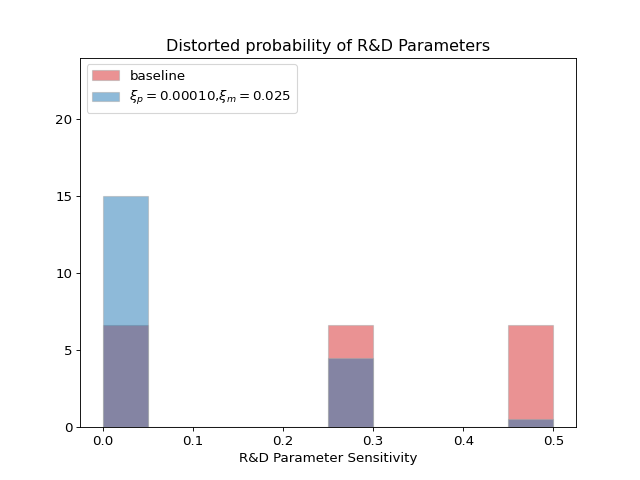 Distorted probability of R&D Parameters
baseline
ξₚ = 0.00010,ξₘ = 0.025
20
15
10
5
0
0.0 0.1 0.2 0.3 0.4 0.5
R&D Parameter Sensitivity